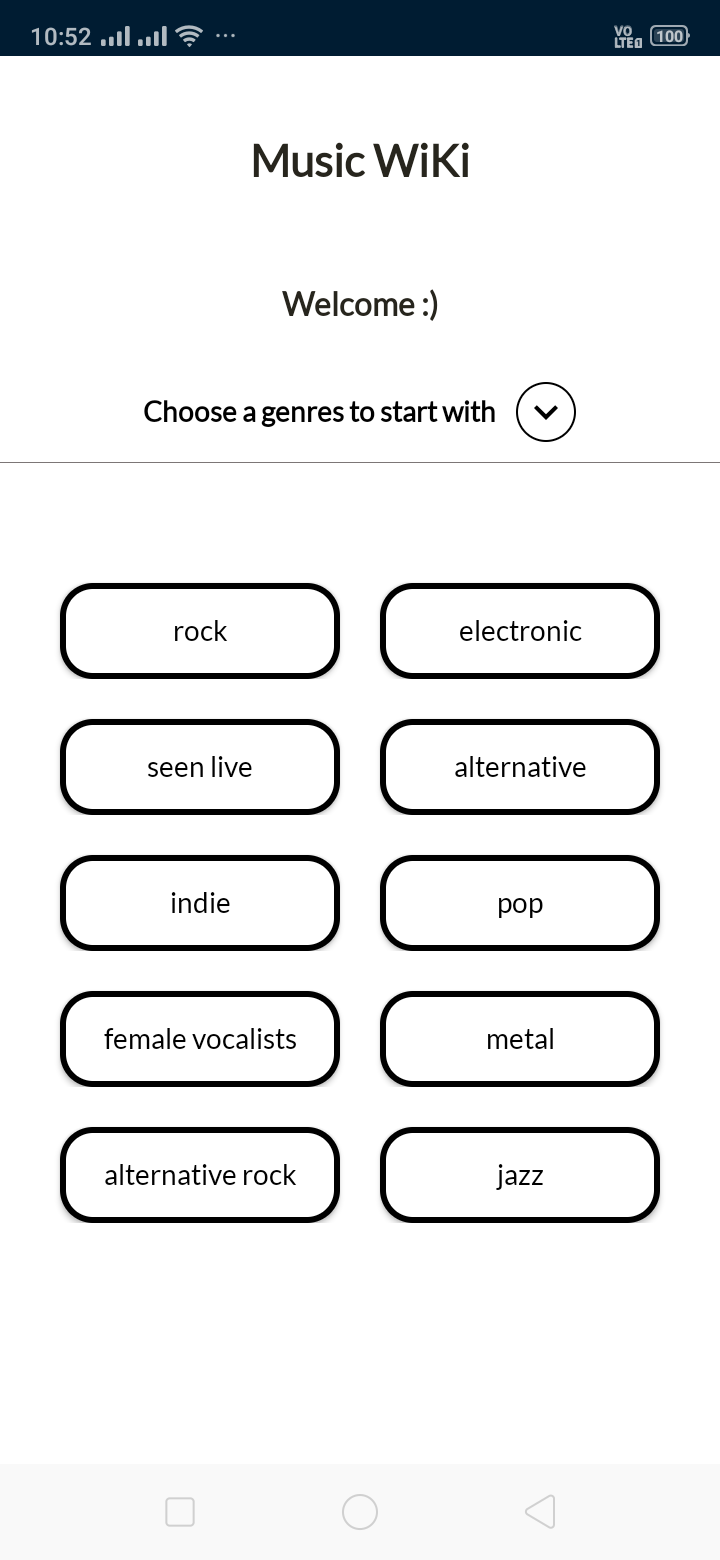 10:52 VO LTE 100
Music WiKi
Welcome :)
Choose a genres to start with
rock electronic
seen live alternative
indie pop
female vocalists metal
alternative rock jazz